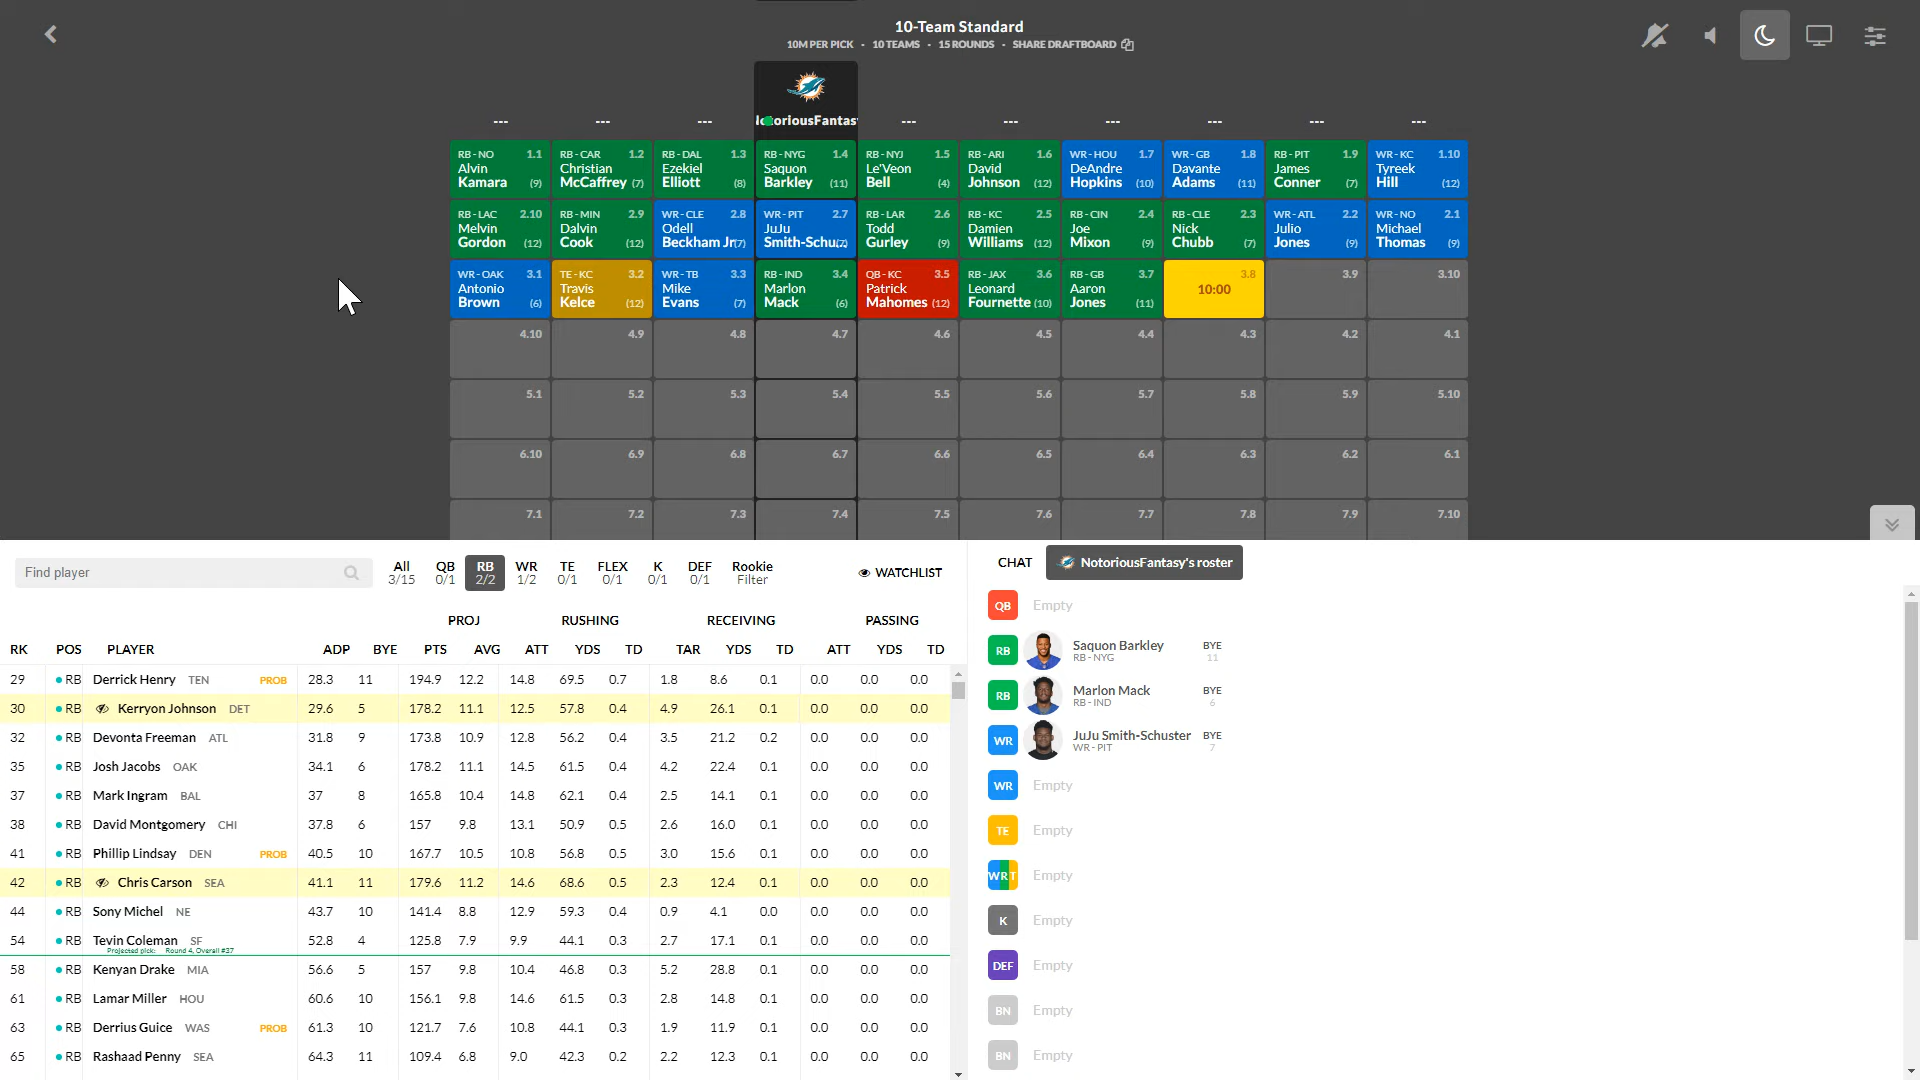 10-Team Standard
10M PER PICK - 10 TEAMS - 15 ROUNDS - SHARE DRAFTBOARD
--- --- --- --- --- --- --- --- ---
RB - NO 1.1 Alvin Kamara (9)
RB - CAR 1.2 Christian McCaffrey (7)
RB - DAL 1.3 Ezekiel Elliott (8)
RB - NYG 1.4 Saquon Barkley (11)
RB - NYJ 1.5 Le'Veon Bell (4)
RB - ARI 1.6 David Johnson (12)
WR - HOU 1.7 DeAndre Hopkins (10)
WR - GB 1.8 Davante Adams (11)
RB - PIT 1.9 James Conner (7)
WR - KC 1.10 Tyreek Hill (12)
RB - LAC 2.10 Melvin Gordon (12)
RB - MIN 2.9 Dalvin Cook (12)
WR - CLE 2.8 Odell Beckham Jr (7)
WR - PIT 2.7 JuJu Smith-Schu... (7)
RB - LAR 2.6 Todd Gurley (9)
RB - KC 2.5 Damien Williams (12)
RB - CIN 2.4 Joe Mixon (9)
RB - CLE 2.3 Nick Chubb (7)
WR - ATL 2.2 Julio Jones (9)
WR - NO 2.1 Michael Thomas (9)
WR - OAK 3.1 Antonio Brown (6)
TE - KC 3.2 Travis Kelce (12)
WR - TB 3.3 Mike Evans (7)
RB - IND 3.4 Marlon Mack (6)
QB - KC 3.5 Patrick Mahomes (12)
RB - JAX 3.6 Leonard Fournette (10)
RB - GB 3.7 Aaron Jones (11)
3.8 10:00
3.9 3.10
4.10 4.9 4.8 4.7 4.6 4.5 4.4 4.3 4.2 4.1
5.1 5.2 5.3 5.4 5.5 5.6 5.7 5.8 5.9 5.10
6.10 6.9 6.8 6.7 6.6 6.5 6.4 6.3 6.2 6.1
7.1 7.2 7.3 7.4 7.5 7.6 7.7 7.8 7.9 7.10
Find player
All QB RB WR TE FLEX K DEF Rookie
3/15 0/1 2/2 1/2 0/1 0/1 0/1 0/1 Filter
WATCHLIST
PROJ RUSHING RECEIVING PASSING
RK POS PLAYER ADP BYE PTS AVG ATT YDS TD TAR YDS TD ATT YDS TD
29 RB Derrick Henry TEN PROB 28.3 11 194.9 12.2 14.8 69.5 0.7 1.8 8.6 0.1 0.0 0.0 0.0
30 RB Kerryon Johnson DET 29.6 5 178.2 11.1 12.5 57.8 0.4 4.9 26.1 0.1 0.0 0.0 0.0
32 RB Devonta Freeman ATL 31.8 9 173.8 10.9 12.8 56.2 0.4 3.5 21.2 0.2 0.0 0.0 0.0
35 RB Josh Jacobs OAK 34.1 6 178.2 11.1 14.5 61.5 0.4 4.2 22.4 0.1 0.0 0.0 0.0
37 RB Mark Ingram BAL 37 8 165.8 10.4 14.8 62.1 0.4 2.5 14.1 0.1 0.0 0.0 0.0
38 RB David Montgomery CHI 37.8 6 157 9.8 13.1 50.9 0.5 2.6 16.0 0.1 0.0 0.0 0.0
41 RB Phillip Lindsay DEN PROB 40.5 10 167.7 10.5 10.8 56.8 0.5 3.0 15.6 0.1 0.0 0.0 0.0
42 RB Chris Carson SEA 41.1 11 179.6 11.2 14.6 68.6 0.5 2.3 12.4 0.1 0.0 0.0 0.0
44 RB Sony Michel NE 43.7 10 141.4 8.8 12.9 59.3 0.4 0.9 4.1 0.0 0.0 0.0 0.0
54 RB Tevin Coleman SF 52.8 4 125.8 7.9 9.9 44.1 0.3 2.7 17.1 0.1 0.0 0.0 0.0
Projected pick: Round 4, Overall #37
58 RB Kenyan Drake MIA 56.6 5 157 9.8 10.4 46.8 0.3 5.2 28.8 0.1 0.0 0.0 0.0
61 RB Lamar Miller HOU 60.6 10 156.1 9.8 14.6 61.5 0.3 2.8 14.8 0.1 0.0 0.0 0.0
63 RB Derrius Guice WAS PROB 61.3 10 121.7 7.6 10.8 44.1 0.3 1.9 11.9 0.1 0.0 0.0 0.0
65 RB Rashaad Penny SEA 64.3 11 109.4 6.8 9.0 42.3 0.2 2.2 12.3 0.1 0.0 0.0 0.0
CHAT NotoriousFantasy's roster
QB Empty
RB Saquon Barkley BYE
RB - NYG 11
RB Marlon Mack BYE
RB - IND 6
WR JuJu Smith-Schuster BYE
WR - PIT 7
WR Empty
TE Empty
WRT Empty
K Empty
DEF Empty
BN Empty
BN Empty